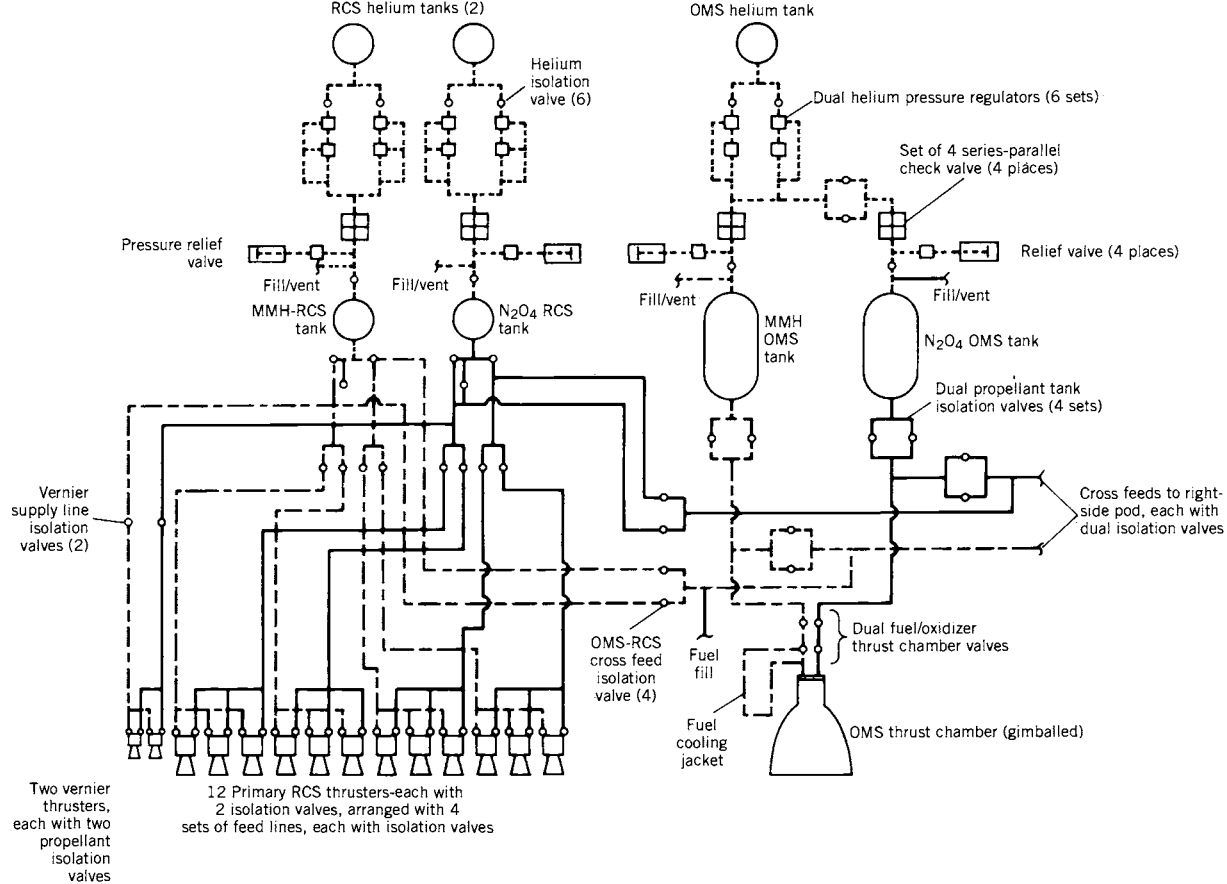 RCS helium tanks (2)
OMS helium tank
Helium
isolation
valve (6)
Dual helium pressure regulators (6 sets)
Set of 4 series-parallel
check valve (4 places)
Pressure relief
valve
Relief valve (4 places)
Fill/vent
Fill/vent
Fill/vent
Fill/vent
MMH-RCS
tank
N2O4 RCS
tank
MMH
OMS
tank
N2O4 OMS tank
Dual propellant tank
isolation valves (4 sets)
Vernier
supply line
isolation
valves (2)
Cross feeds to right-
side pod, each with
dual isolation valves
OMS-RCS
cross feed
isolation
valve (4)
Fuel
fill
Dual fuel/oxidizer
thrust chamber valves
Fuel
cooling
jacket
OMS thrust chamber (gimballed)
Two vernier
thrusters,
each with two
propellant
isolation
valves
12 Primary RCS thrusters-each with
2 isolation valves, arranged with 4
sets of feed lines, each with isolation valves